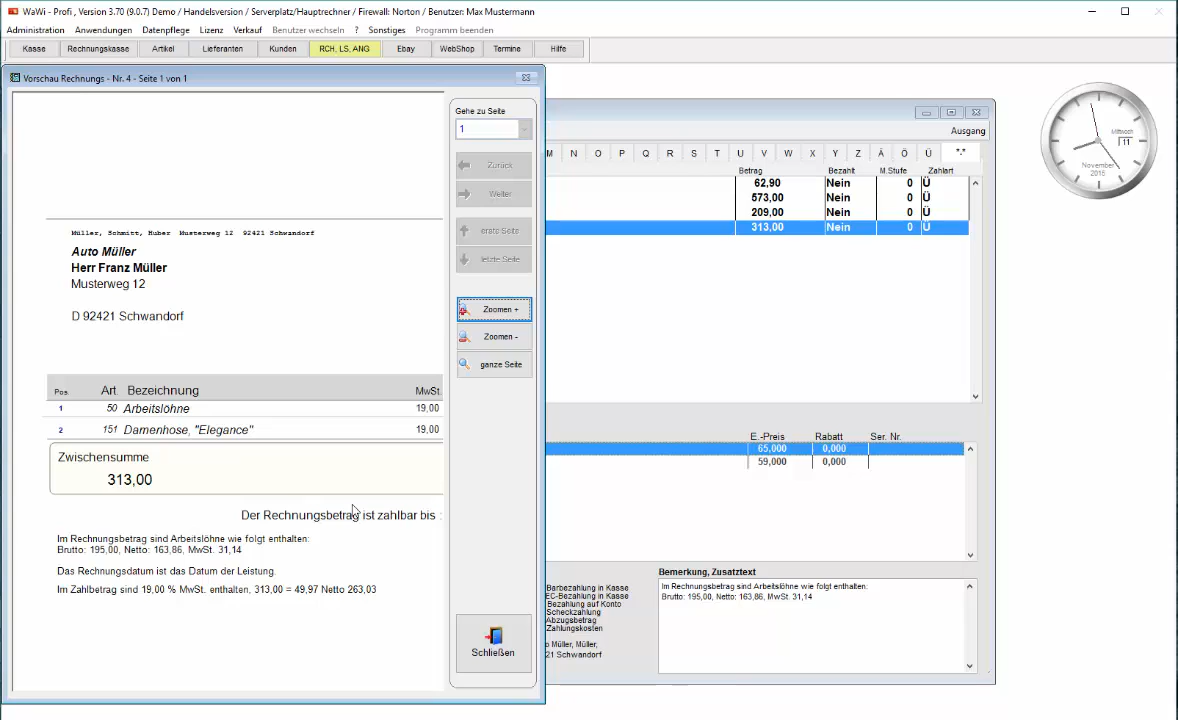 WaWi - Profi , Version 3.70 (9.0.7) Demo / Handelsversion / Serverplatz/Hauptrechner / Firewall: Norton / Benutzer: Max Mustermann
Administration Anwendungen Datenpflege Lizenz Verkauf Benutzer wechseln ? Sonstiges Programm beenden
Kasse Rechnungskasse Artikel Lieferanten Kunden RCH, LS, ANG Ebay WebShop Termine Hilfe
Vorschau Rechnungs - Nr. 4 - Seite 1 von 1
Gehe zu Seite
1
Zurück
Weiter
erste Seite
letzte Seite
Zoomen +
Zoomen -
ganze Seite
Schließen
Müller, Schmitt, Huber Musterweg 12 92421 Schwandorf
Auto Müller
Herr Franz Müller
Musterweg 12
D 92421 Schwandorf
Pos. Art. Bezeichnung MwSt.
1 50 Arbeitslöhne 19,00
2 151 Damenhose, "Elegance" 19,00
Zwischensumme
313,00
Der Rechnungsbetrag ist zahlbar bis :
Im Rechnungsbetrag sind Arbeitslöhne wie folgt enthalten:
Brutto: 195,00, Netto: 163,86, MwSt. 31,14
Das Rechnungsdatum ist das Datum der Leistung.
Im Zahlbetrag sind 19,00 % MwSt. enthalten, 313,00 = 49,97 Netto 263,03
Ausgang
M N O P Q R S T U V W X Y Z Ä Ö Ü *.*
Betrag Bezahlt M.Stufe Zahlart
62,90 Nein 0 Ü
573,00 Nein 0 Ü
209,00 Nein 0 Ü
313,00 Nein 0 Ü
E.-Preis Rabatt Ser. Nr.
65,000 0,000
59,000 0,000
Barbezahlung in Kasse
EC-Bezahlung in Kasse
Bezahlung auf Konto
Scheckzahlung
Abzugsbetrag
Zahlungskosten
o Müller, Müller,
21 Schwandorf
Bemerkung, Zusatztext
Im Rechnungsbetrag sind Arbeitslöhne wie folgt enthalten:
Brutto: 195,00, Netto: 163,86, MwSt. 31,14
Mittwoch
11
November
2015